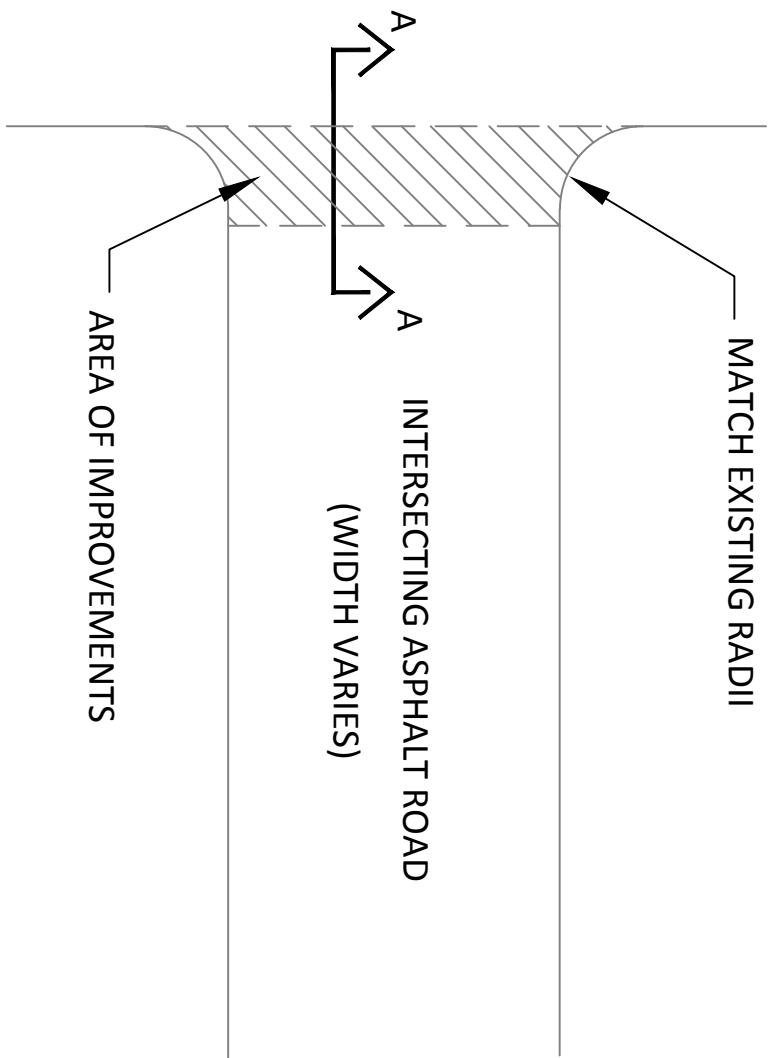 MATCH EXISTING RADII
INTERSECTING ASPHALT ROAD
(WIDTH VARIES)
A
A
AREA OF IMPROVEMENTS